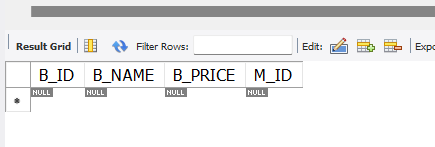 Result Grid Filter Rows: Edit: Expo
B_ID B_NAME B_PRICE M_ID
NULL NULL NULL NULL